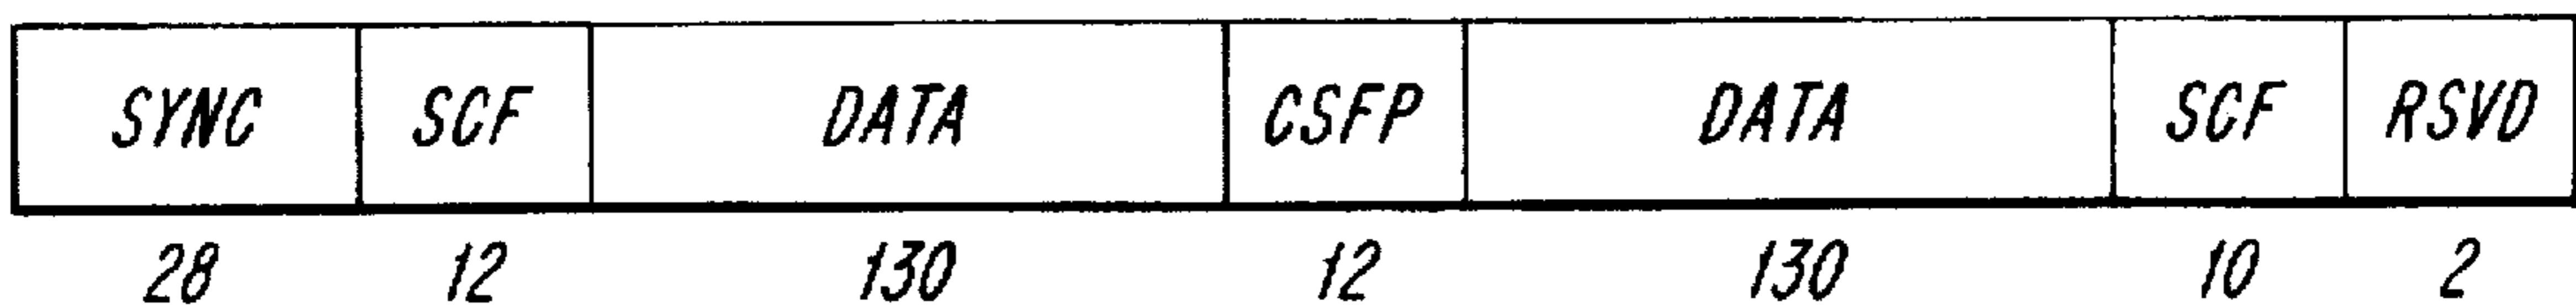 SYNC SCF DATA CSFP DATA SCF RSVD
28 12 130 12 130 10 2